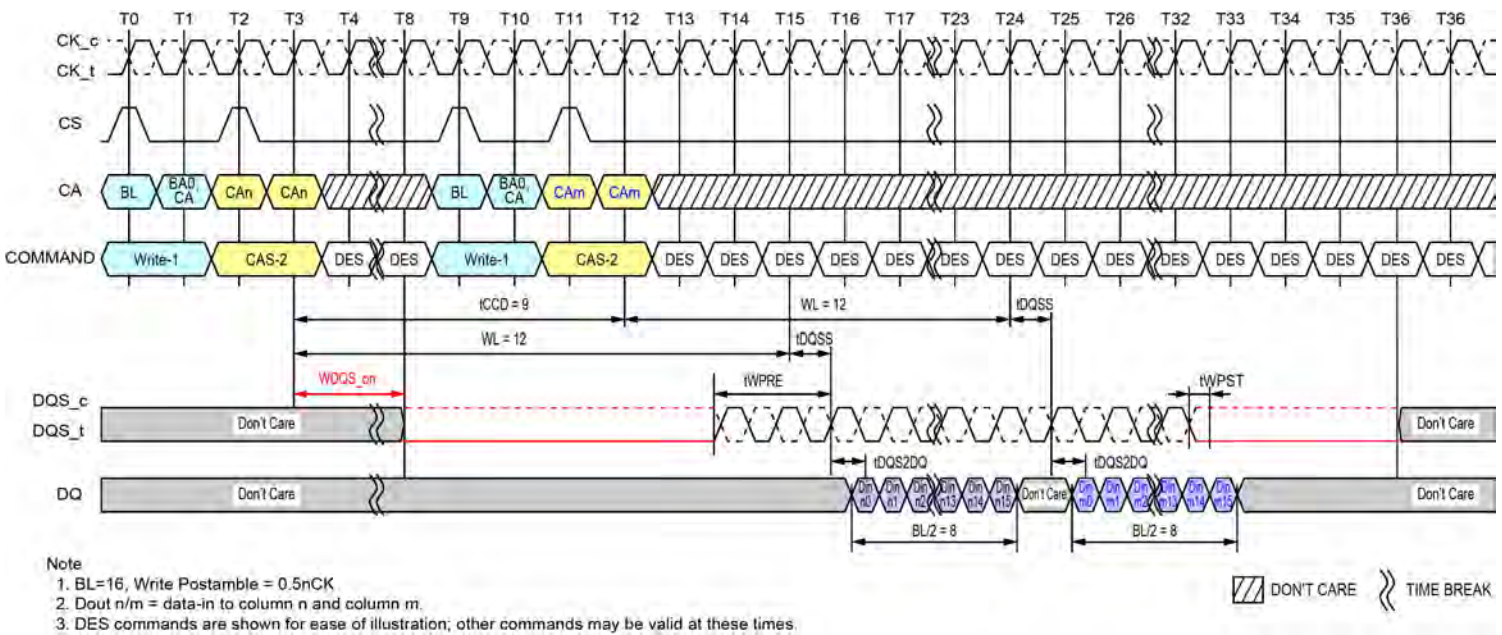 T0 T1 T2 T4 T8 T9 T10 T11 T12 T13 T14 T15 T16 T17 T23 T24 T25 T26 T32 T33 T34 T35 T36 T36
CK_c
CK_t
CS
CA BL BA0, CA CAn CAn BL BA0, CA CAm CAm
COMMAND Write-1 CAS-2 DES DES Write-1 CAS-2 DES DES DES DES DES DES DES DES DES DES DES DES DES DES DES
tCCD = 9 WL = 12 tDQSS
WL = 12 tDQSS
WDQS_on tWPRE tWPST
DQS_c
DQS_t Don't Care Don't Care
tDQS2DQ tDQS2DQ
DQ Don't Care Din n0 Din n1 Din n2 Din n13 Din n14 Din n15 Don't Care Din m0 Din m1 Din m2 Din m13 Din m14 Din m15 Don't Care
BL/2 = 8 BL/2 = 8
Note
1. BL=16, Write Postamble = 0.5nCK
2. Dout n/m = data-in to column n and column m.
3. DES commands are shown for ease of illustration; other commands may be valid at these times.
DON'T CARE TIME BREAK